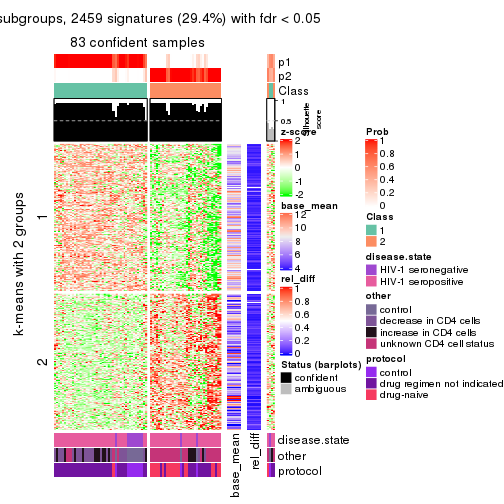 subgroups, 2459 signatures (29.4%) with fdr < 0.05
83 confident samples
p1
p2
Class
1
0.5
0
silhouette
score
k-means with 2 groups
1
2
z-score
2
1
0
-1
-2
base_mean
12
10
8
6
4
rel_diff
1
0.8
0.6
0.4
0.2
0
Status (barplots)
confident
ambiguous
Prob
1
0.8
0.6
0.4
0.2
0
Class
1
2
disease.state
HIV-1 seronegative
HIV-1 seropositive
other
control
decrease in CD4 cells
increase in CD4 cells
unknown CD4 cell status
protocol
control
drug regimen not indicated
drug-naive
disease.state
other
protocol
base_mean
rel_diff